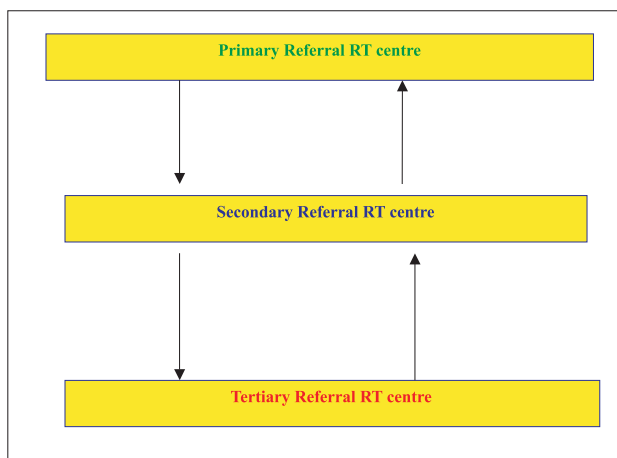 Primary Referral RT centre
Secondary Referral RT centre
Tertiary Referral RT centre